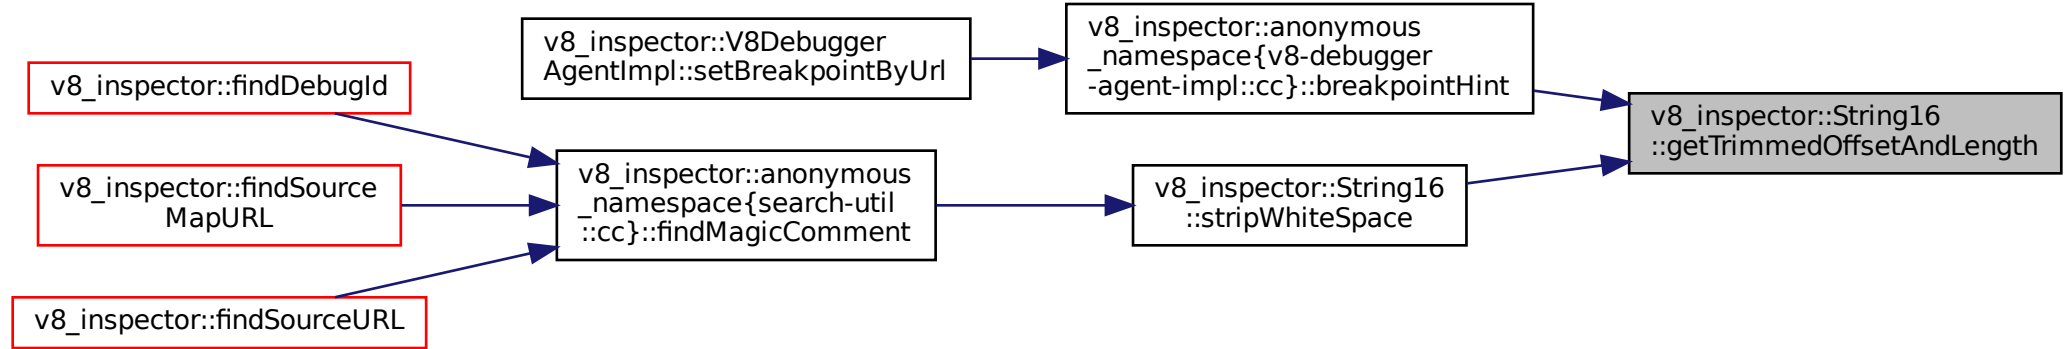 v8_inspector::findDebugId
v8_inspector::findSource
MapURL
v8_inspector::findSourceURL
v8_inspector::V8Debugger
AgentImpl::setBreakpointByUrl
v8_inspector::anonymous
_namespace{search-util
::cc}::findMagicComment
v8_inspector::anonymous
_namespace{v8-debugger
-agent-impl::cc}::breakpointHint
v8_inspector::String16
::stripWhiteSpace
v8_inspector::String16
::getTrimmedOffsetAndLength